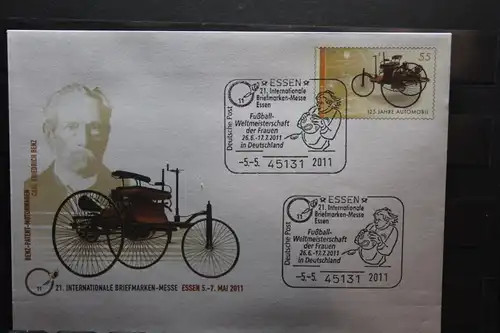 55
125 JAHRE AUTOMOBIL
Deutsche Post
ESSEN
21. Internationale
Briefmarken-Messe
Essen
11
Fußball-
Weltmeisterschaft
der Frauen
26.6.-17.7.2011
in Deutschland
-5.-5. 45131 2011
Deutsche Post
ESSEN
21. Internationale
Briefmarken-Messe
Essen
11
Fußball-
Weltmeisterschaft
der Frauen
26.6.-17.7.2011
in Deutschland
-5.-5. 45131 2011
BENZ-PATENT-MOTORWAGEN
CARL FRIEDRICH BENZ
11
21. INTERNATIONALE BRIEFMARKEN-MESSE ESSEN 5.-7. MAI 2011